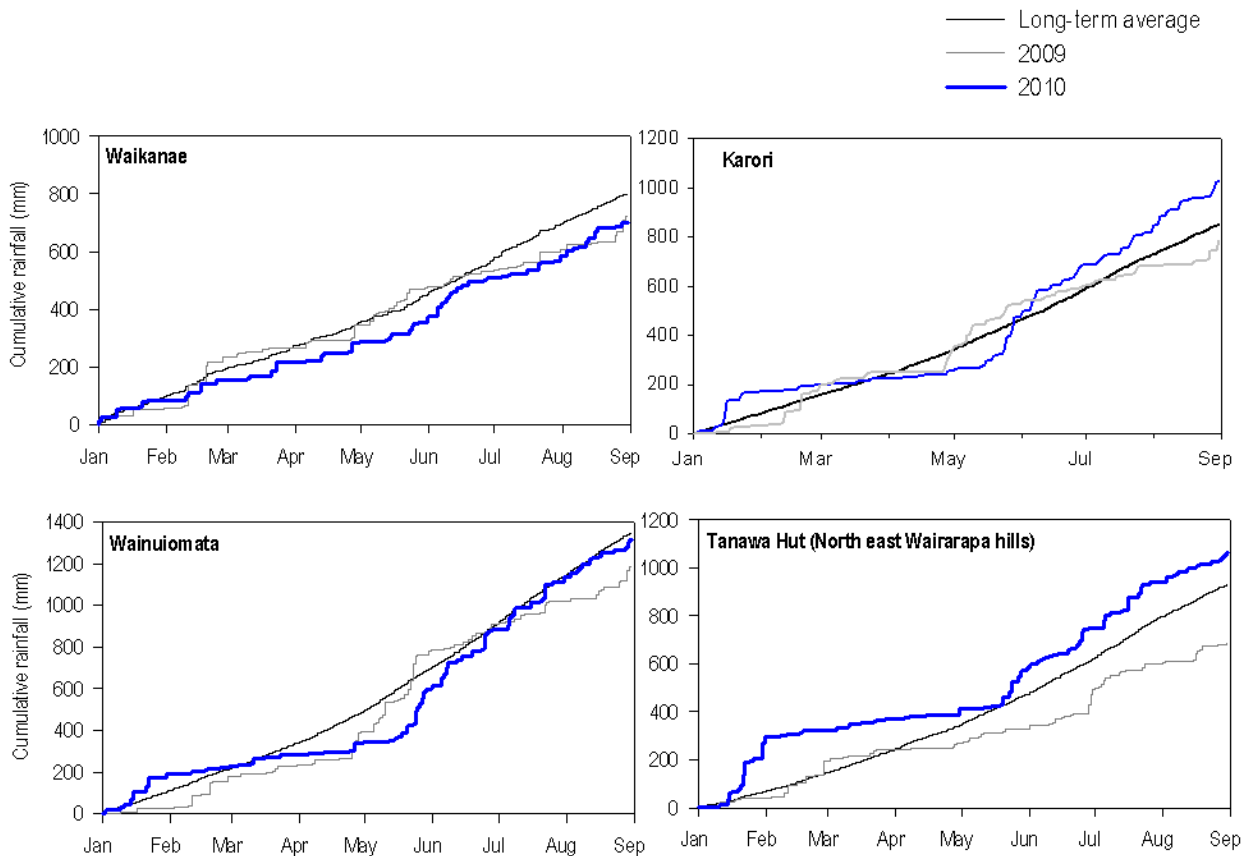 Long-term average
2009
2010
Waikanae
Cumulative rainfall (mm)
1000
800
600
400
200
0
Jan Feb Mar Apr May Jun Jul Aug Sep
Karori
1200
1000
800
600
400
200
0
Jan Mar May Jul Sep
Wainuiomata
Cumulative rainfall (mm)
1400
1200
1000
800
600
400
200
0
Jan Feb Mar Apr May Jun Jul Aug Sep
Tanawa Hut (North east Wairarapa hills)
1200
1000
800
600
400
200
0
Jan Feb Mar Apr May Jun Jul Aug Sep